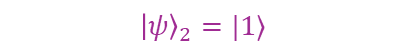 |ψ⟩₂ = |1⟩